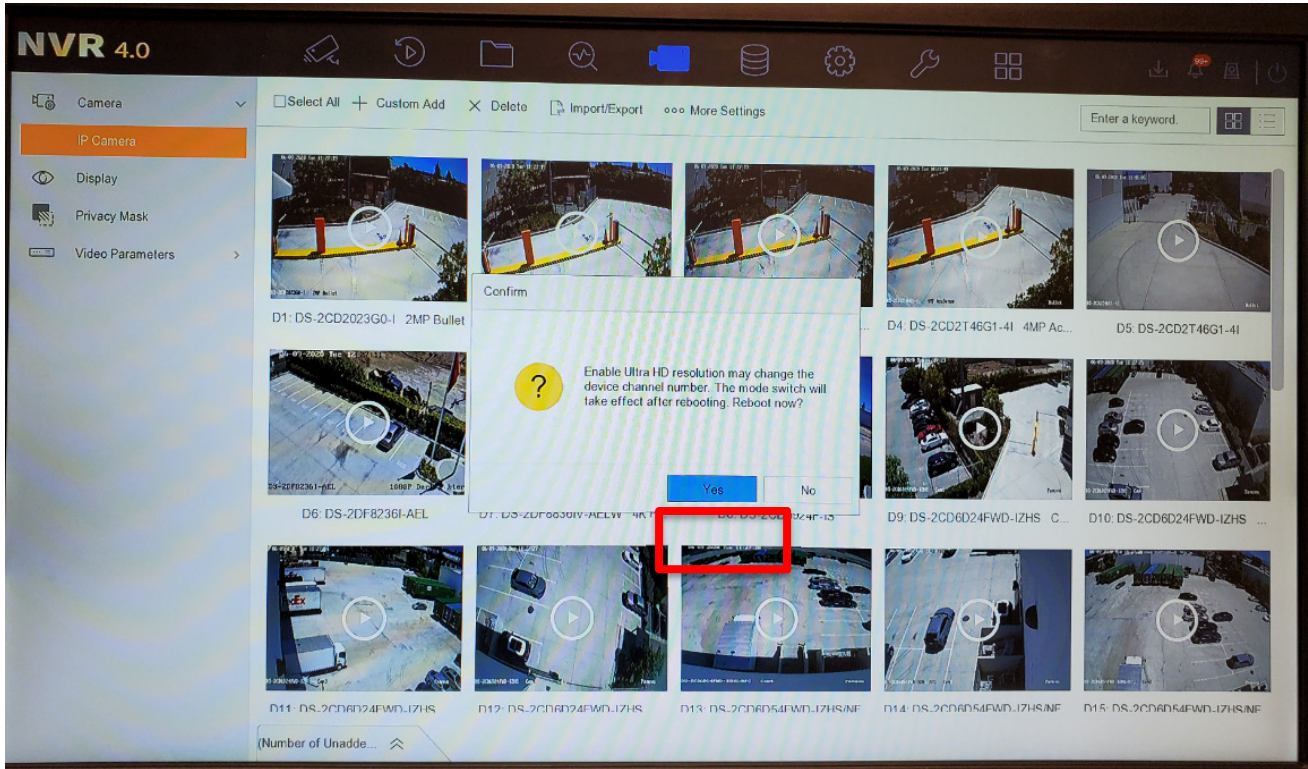 NVR 4.0
99+
Camera
IP Camera
Display
Privacy Mask
Video Parameters
Select All
Custom Add
Delete
Import/Export
More Settings
Enter a keyword.
D1: DS-2CD2023G0-I 2MP Bullet
D4: DS-2CD2T46G1-4I 4MP Ac...
D5: DS-2CD2T46G1-4I
Confirm
Enable Ultra HD resolution may change the
device channel number. The mode switch will
take effect after rebooting. Reboot now?
Yes
No
D6: DS-2DF8236I-AEL
D9: DS-2CD6D24FWD-IZHS C...
D10: DS-2CD6D24FWD-IZHS ...
FedEx
D11: DS-2CD6D24FWD-IZHS
D12: DS-2CD6D24FWD-IZHS
D13: DS-2CD6D54FWD-IZHS/NF
D14: DS-2CD6D54FWD-IZHS/NF
D15: DS-2CD6D54FWD-IZHS/NF
(Number of Unadde...